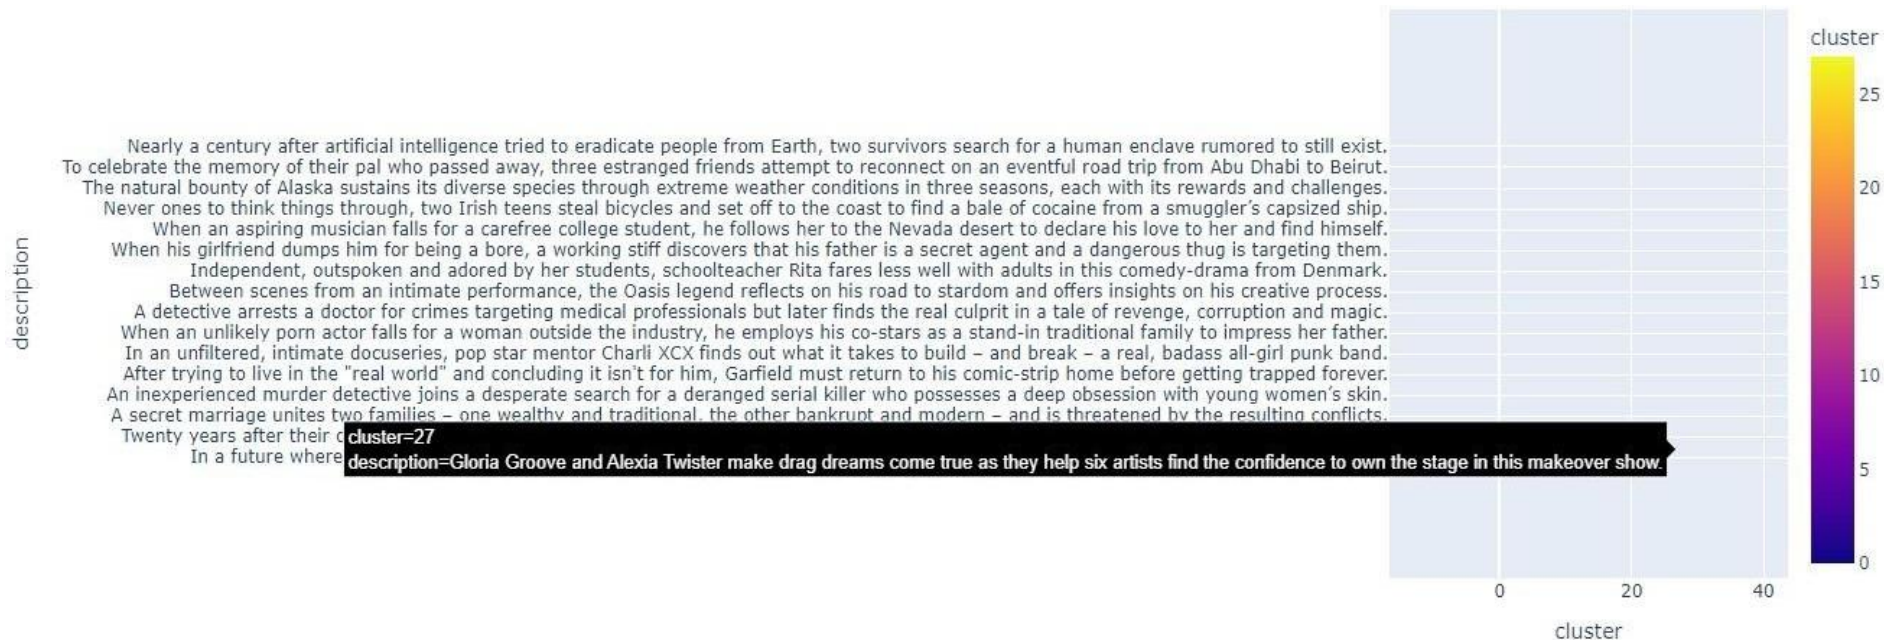 cluster
25
20
15
10
5
0
description
Nearly a century after artificial intelligence tried to eradicate people from Earth, two survivors search for a human enclave rumored to still exist.
To celebrate the memory of their pal who passed away, three estranged friends attempt to reconnect on an eventful road trip from Abu Dhabi to Beirut.
The natural bounty of Alaska sustains its diverse species through extreme weather conditions in three seasons, each with its rewards and challenges.
Never ones to think things through, two Irish teens steal bicycles and set off to the coast to find a bale of cocaine from a smuggler’s capsized ship.
When an aspiring musician falls for a carefree college student, he follows her to the Nevada desert to declare his love to her and find himself.
When his girlfriend dumps him for being a bore, a working stiff discovers that his father is a secret agent and a dangerous thug is targeting them.
Independent, outspoken and adored by her students, schoolteacher Rita fares less well with adults in this comedy-drama from Denmark.
Between scenes from an intimate performance, the Oasis legend reflects on his road to stardom and offers insights on his creative process.
A detective arrests a doctor for crimes targeting medical professionals but later finds the real culprit in a tale of revenge, corruption and magic.
When an unlikely porn actor falls for a woman outside the industry, he employs his co-stars as a stand-in traditional family to impress her father.
In an unfiltered, intimate docuseries, pop star mentor Charli XCX finds out what it takes to build – and break – a real, badass all-girl punk band.
After trying to live in the "real world" and concluding it isn't for him, Garfield must return to his comic-strip home before getting trapped forever.
An inexperienced murder detective joins a desperate search for a deranged serial killer who possesses a deep obsession with young women’s skin.
A secret marriage unites two families – one wealthy and traditional, the other bankrupt and modern – and is threatened by the resulting conflicts.
Twenty years after their
In a future where
cluster=27
description=Gloria Groove and Alexia Twister make drag dreams come true as they help six artists find the confidence to own the stage in this makeover show.
0 20 40
cluster